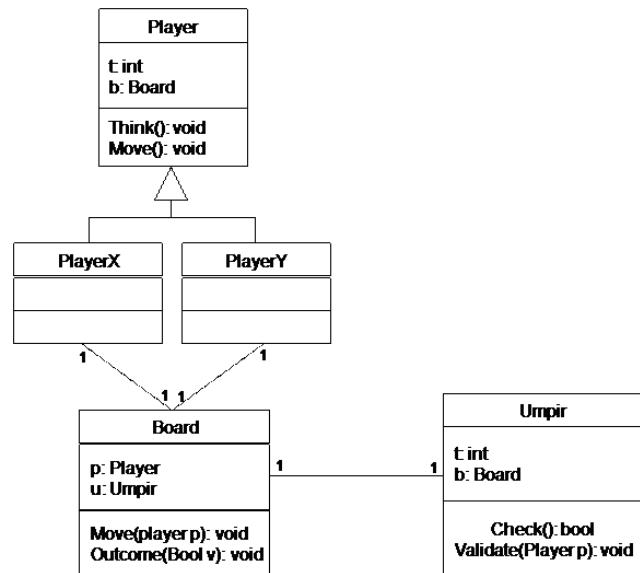 Player
t: int
b: Board
Think(): void
Move(): void
PlayerX
PlayerY
1
1
1 1
Board
p: Player
u: Umpir
Move(player p): void
Outcome(Bool v): void
1
1
Umpir
t: int
b: Board
Check(): bool
Validate(Player p): void